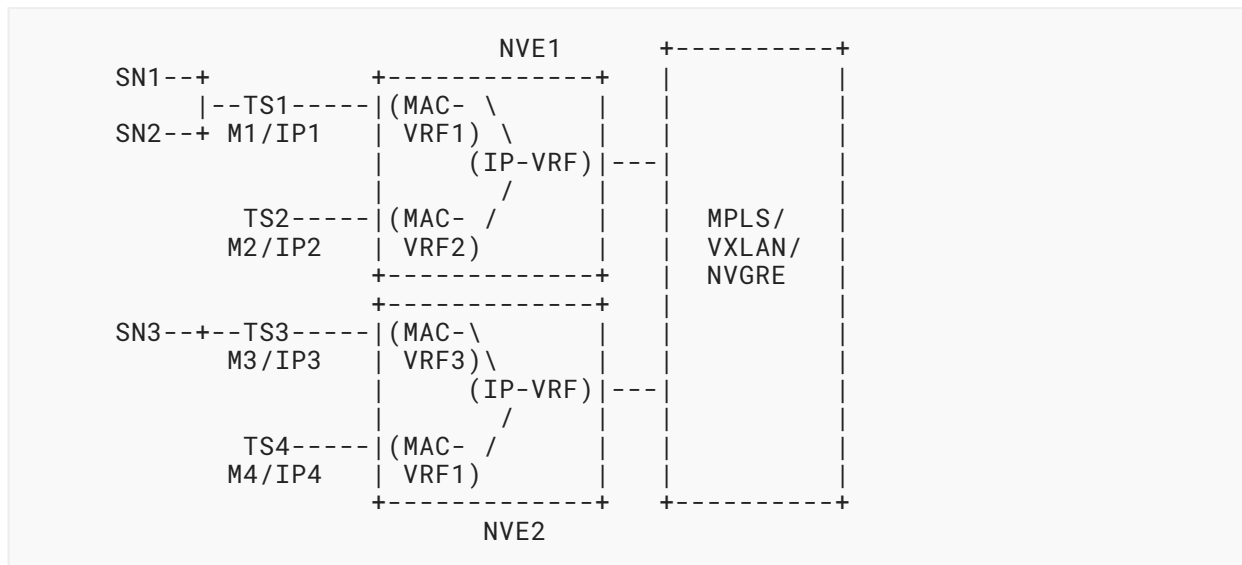 NVE1         +----------+
SN1--+          +-------------+   |          |
     |--TS1-----|(MAC- \      |   |          |
SN2--+ M1/IP1   | VRF1) \     |   |          |
                |     (IP-VRF)|---|          |
                |       /     |   |          |
        TS2-----|(MAC- /      |   |  MPLS/   |
       M2/IP2   | VRF2)       |   |  VXLAN/  |
                +-------------+   |  NVGRE   |
                +-------------+   |          |
SN3--+--TS3-----|(MAC-\       |   |          |
       M3/IP3   | VRF3)\      |   |          |
                |     (IP-VRF)|---|          |
                |       /     |   |          |
        TS4-----|(MAC- /      |   |          |
       M4/IP4   | VRF1)       |   |          |
                +-------------+   +----------+
                       NVE2